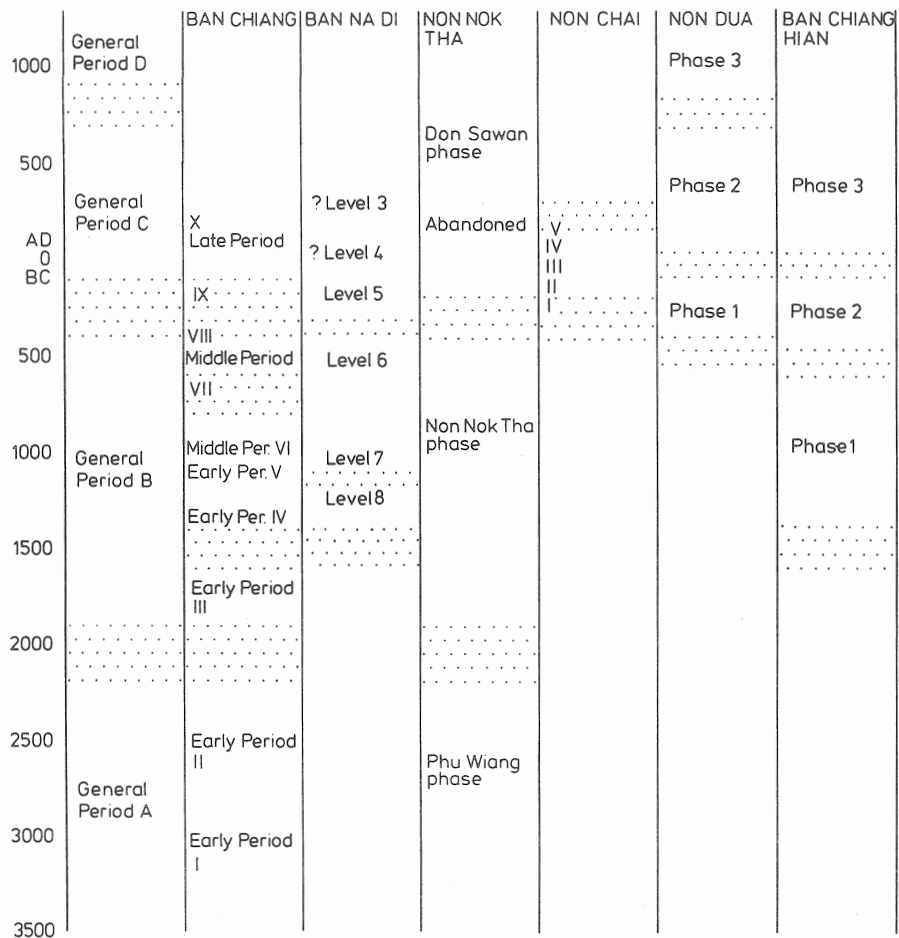 BAN CHIANG
BAN NA DI
NON NOK
THA
NON CHAI
NON DUA
BAN CHIANG
HIAN
1000
500
AD
0
BC
500
1000
1500
2000
2500
3000
3500
General
Period D
General
Period C
General
Period B
General
Period A
X
Late Period
IX
VIII
Middle Period
VII
Middle Per. VI
Early Per. V
Early Per. IV
Early Period
III
Early Period
II
Early Period
I
? Level 3
? Level 4
Level 5
Level 6
Level 7
Level 8
Don Sawan
phase
Abandoned
Non Nok Tha
phase
Phu Wiang
phase
V
IV
III
II
I
Phase 3
Phase 2
Phase 1
Phase 3
Phase 2
Phase 1